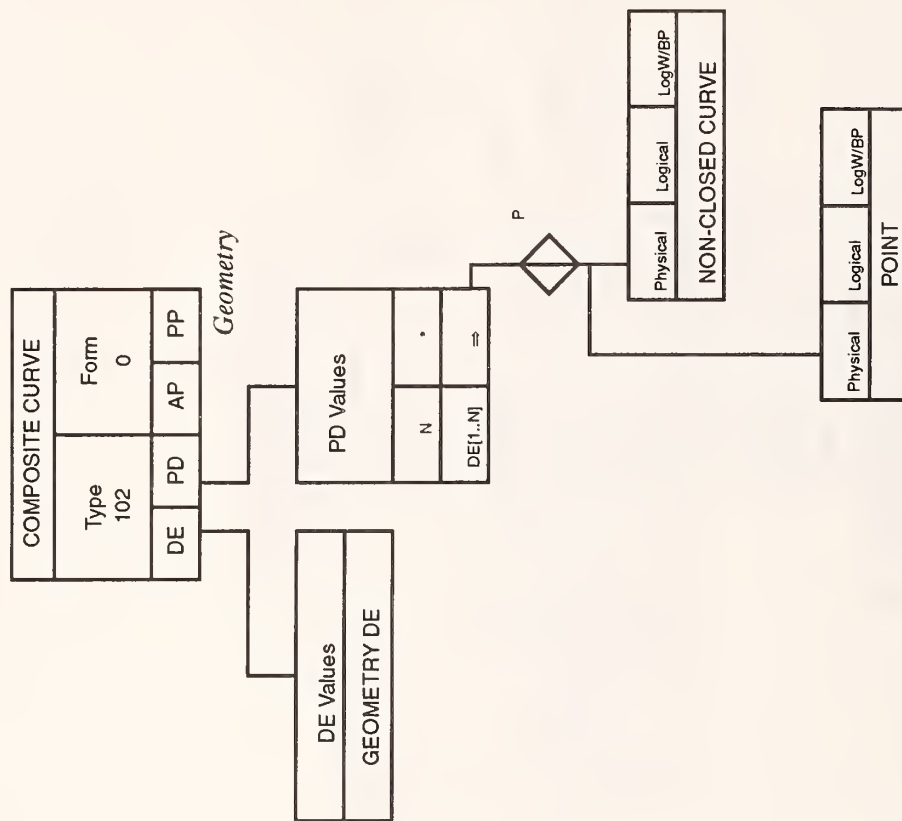 COMPOSITE CURVE
Type Form
102 0
DE PD AP PP
Geometry
DE Values
GEOMETRY DE
PD Values
N *
DE[1..N] ⇒
P
Physical Logical LogW/BP
NON-CLOSED CURVE
Physical Logical LogW/BP
POINT